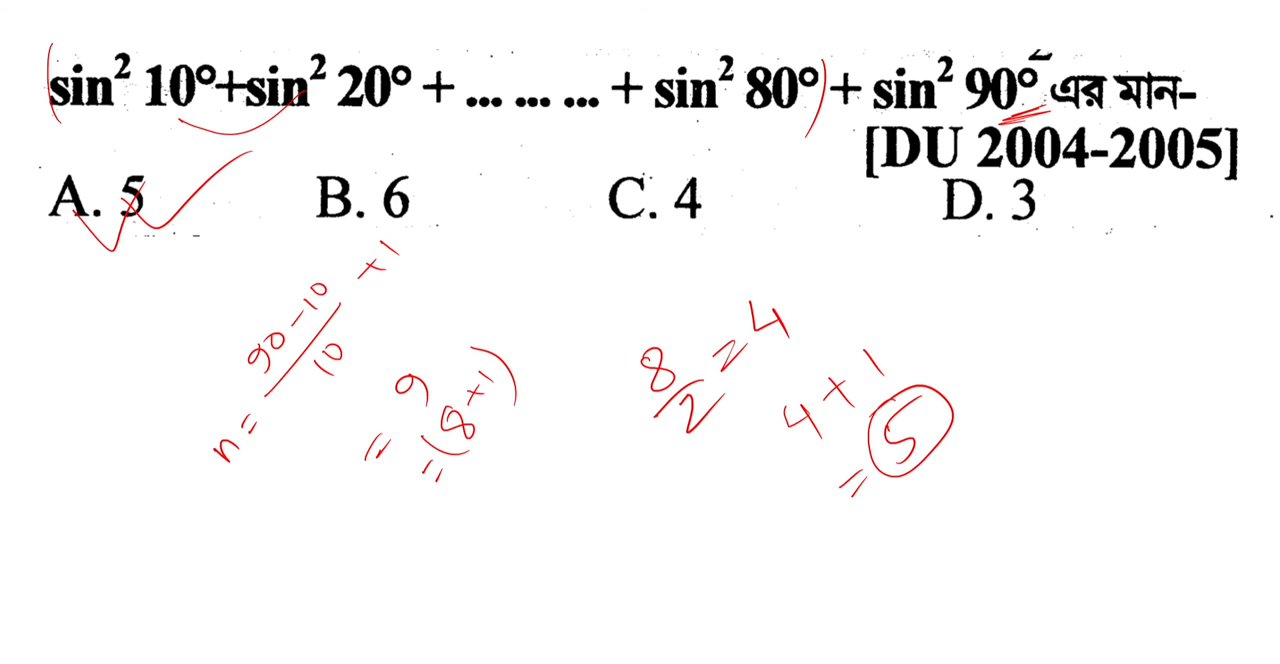 sin² 10°+sin² 20° + ... ... ... + sin² 80° + sin² 90° এর মান-
[DU 2004-2005]
A. 5 B. 6 C. 4 D. 3
n = 90 - 10 / 10 + 1
= 9
= (8+1)
8/2 = 4
4 + 1
= 5